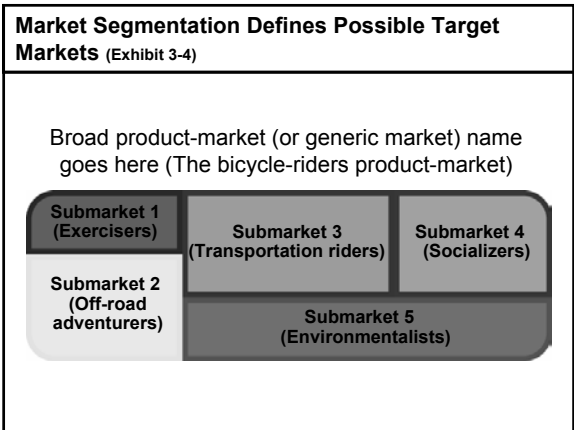 Market Segmentation Defines Possible Target
Markets (Exhibit 3-4)
Broad product-market (or generic market) name
goes here (The bicycle-riders product-market)
Submarket 1
(Exercisers)
Submarket 2
(Off-road
adventurers)
Submarket 3
(Transportation riders)
Submarket 4
(Socializers)
Submarket 5
(Environmentalists)